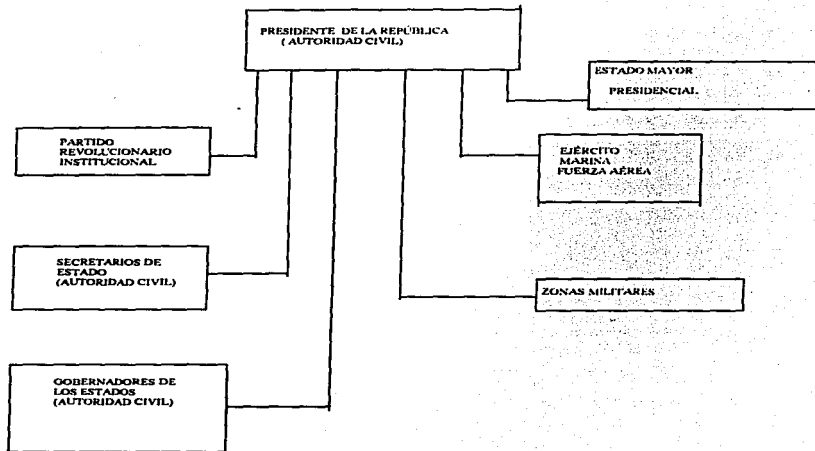 PRESIDENTE DE LA REPÚBLICA
( AUTORIDAD CIVIL)
ESTADO MAYOR
PRESIDENCIAL
PARTIDO
REVOLUCIONARIO
INSTITUCIONAL
EJÉRCITO
MARINA
FUERZA AÉREA
SECRETARIOS DE
ESTADO
(AUTORIDAD CIVIL)
ZONAS MILITARES
GOBERNADORES DE
LOS ESTADOS
(AUTORIDAD CIVIL)